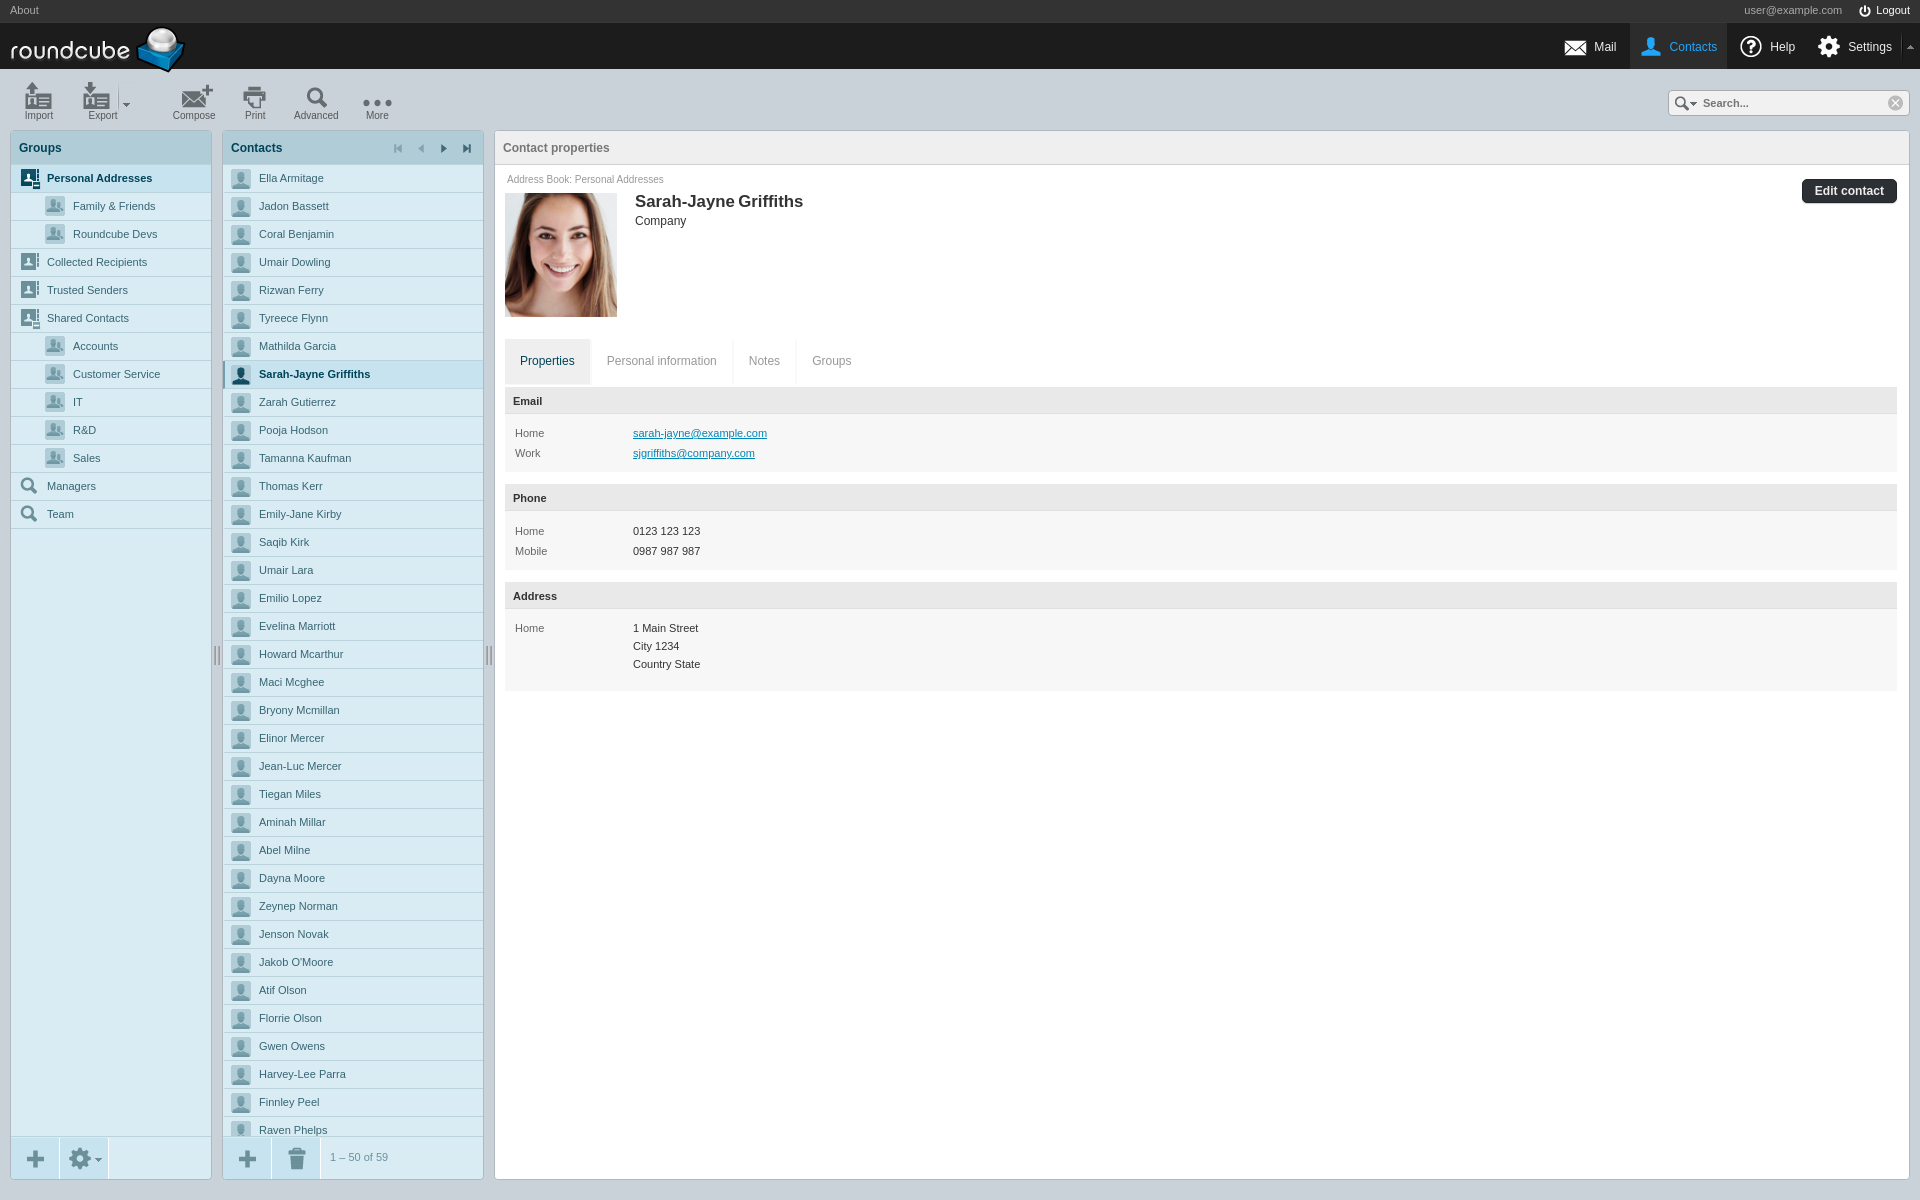 About
user@example.com
Logout
roundcube
Mail
Contacts
Help
Settings
Import
Export
Compose
Print
Advanced
More
Search...
Groups
Personal Addresses
Family & Friends
Roundcube Devs
Collected Recipients
Trusted Senders
Shared Contacts
Accounts
Customer Service
IT
R&D
Sales
Managers
Team
Contacts
Ella Armitage
Jadon Bassett
Coral Benjamin
Umair Dowling
Rizwan Ferry
Tyreece Flynn
Mathilda Garcia
Sarah-Jayne Griffiths
Zarah Gutierrez
Pooja Hodson
Tamanna Kaufman
Thomas Kerr
Emily-Jane Kirby
Saqib Kirk
Umair Lara
Emilio Lopez
Evelina Marriott
Howard Mcarthur
Maci Mcghee
Bryony Mcmillan
Elinor Mercer
Jean-Luc Mercer
Tiegan Miles
Aminah Millar
Abel Milne
Dayna Moore
Zeynep Norman
Jenson Novak
Jakob O'Moore
Atif Olson
Florrie Olson
Gwen Owens
Harvey-Lee Parra
Finnley Peel
Raven Phelps
1 – 50 of 59
Contact properties
Address Book: Personal Addresses
Edit contact
Sarah-Jayne Griffiths
Company
Properties
Personal information
Notes
Groups
Email
Home sarah-jayne@example.com
Work sjgriffiths@company.com
Phone
Home 0123 123 123
Mobile 0987 987 987
Address
Home 1 Main Street
City 1234
Country State